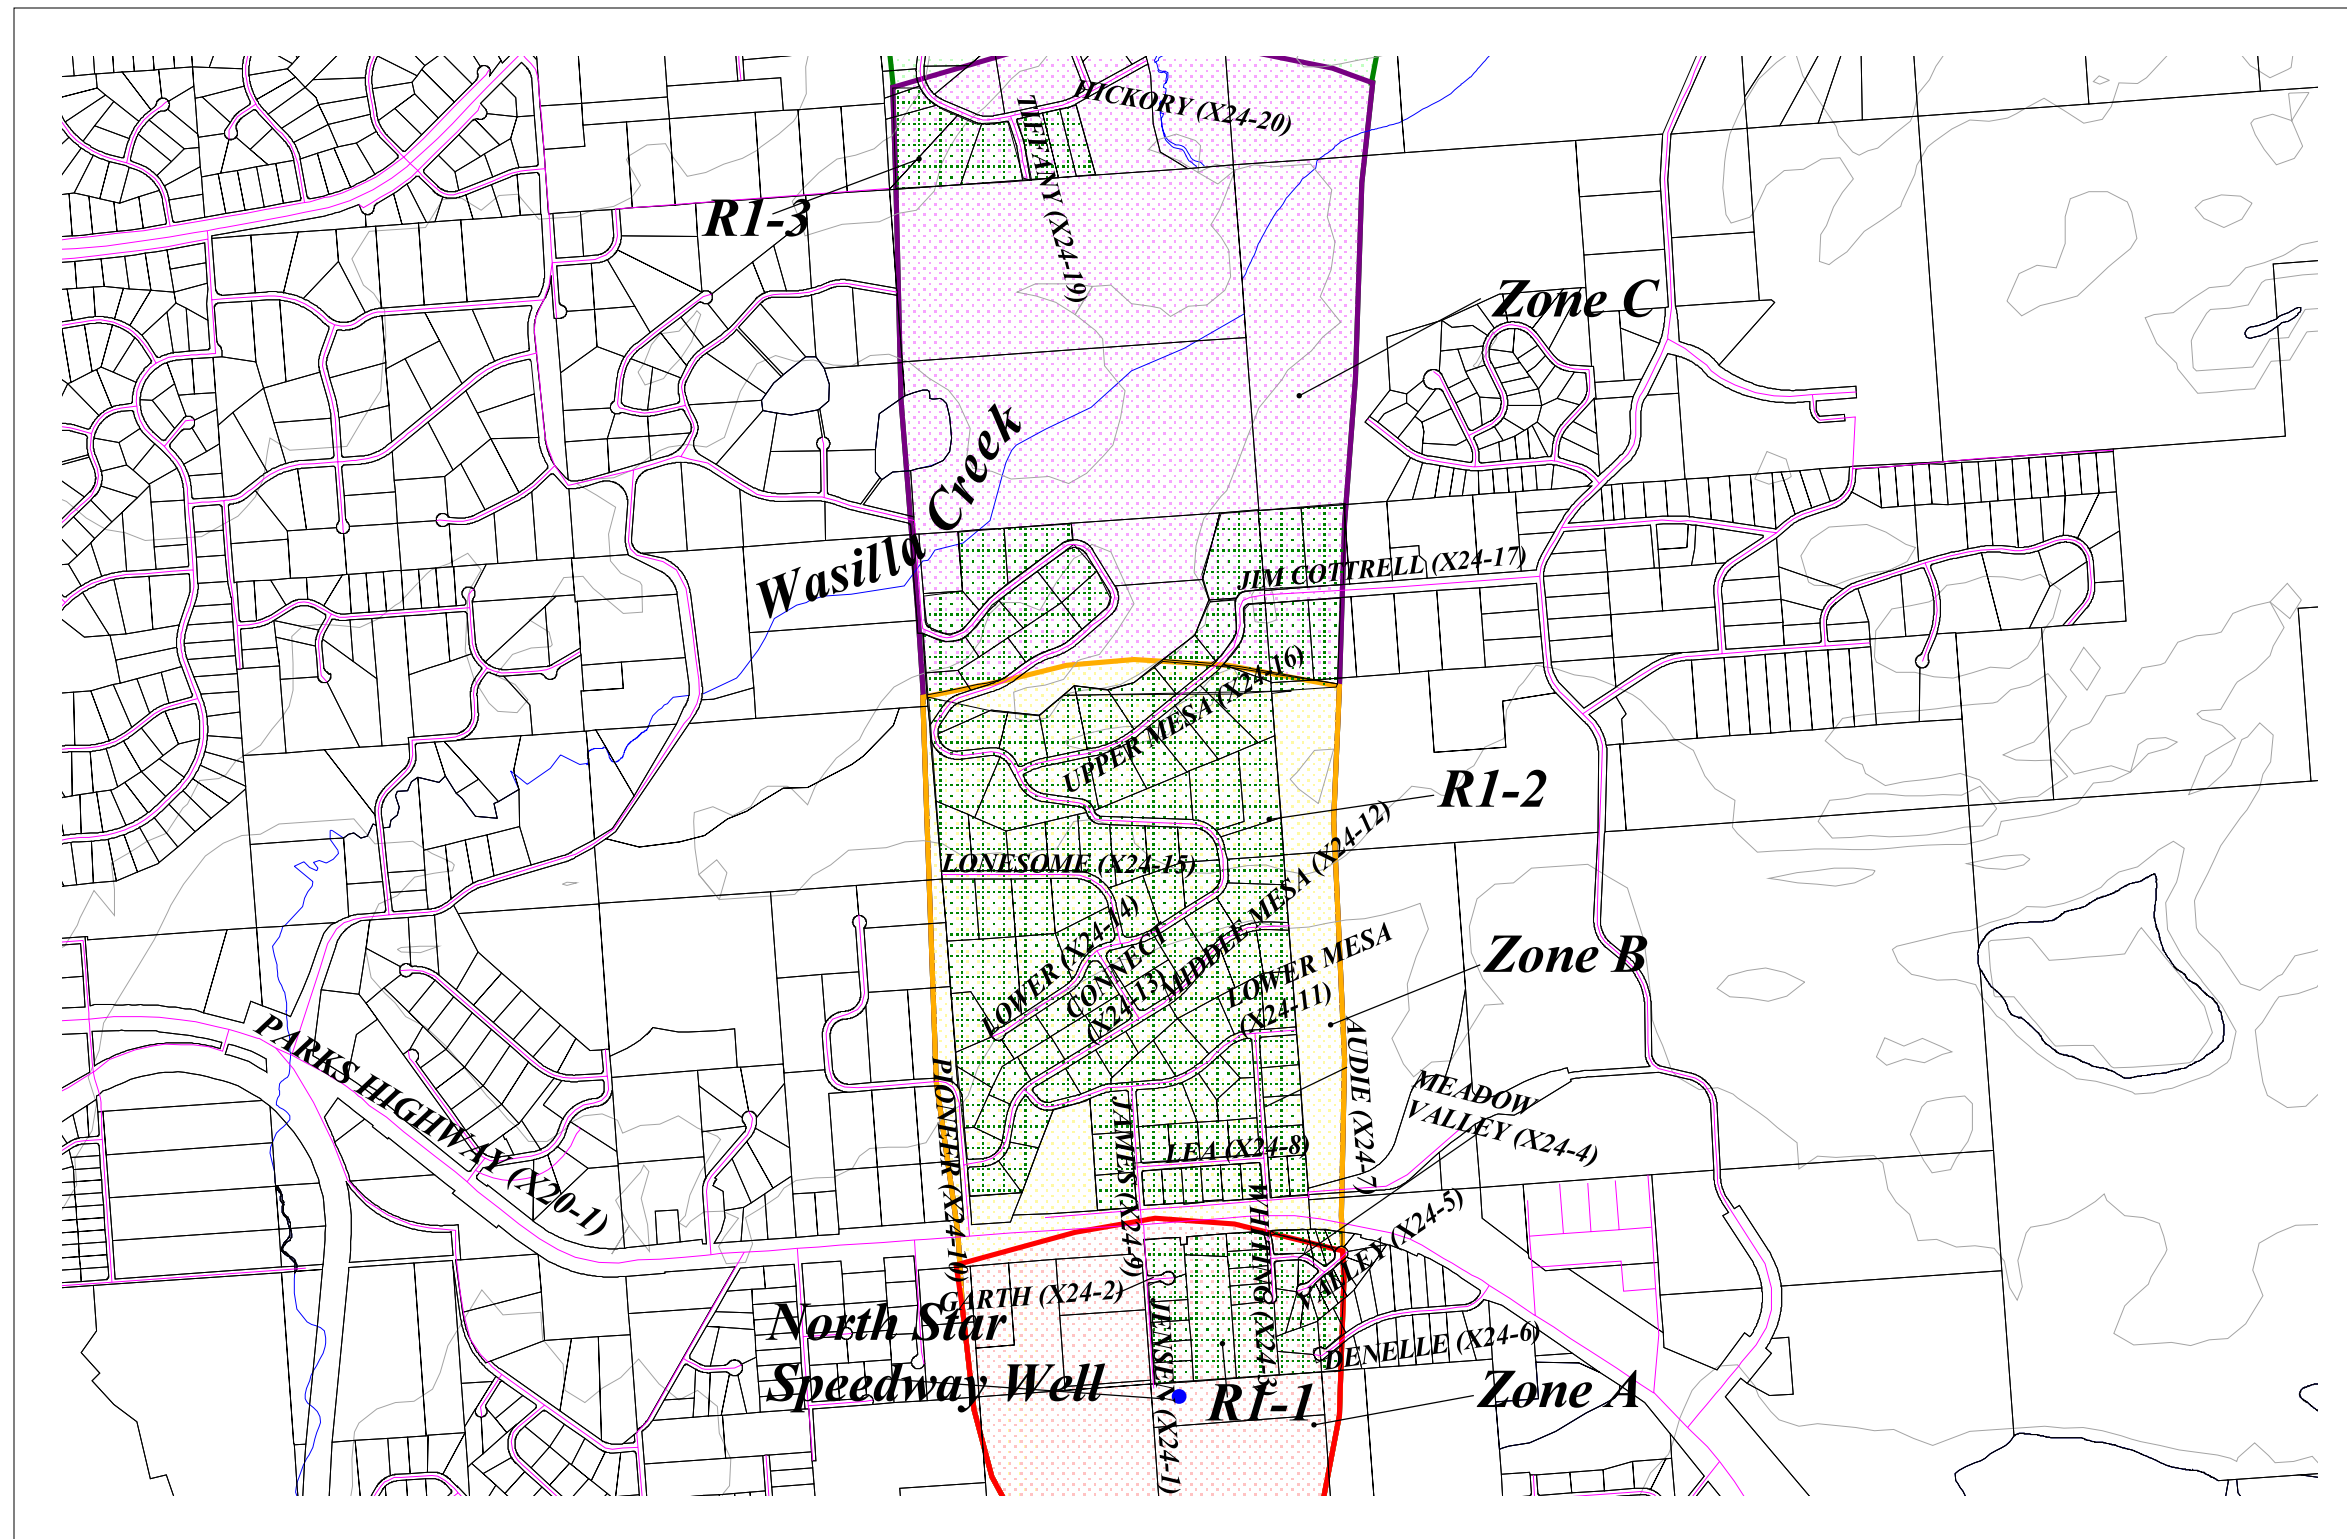 HICKORY (X24-20)
TIFFANY (X24-19)
R1-3
Zone C
Wasilla Creek
JIM COTTRELL (X24-17)
UPPER MESA (X24-16)
R1-2
LONESOME (X24-15)
MIDDLE MESA (X24-12)
LOWER (X24-14)
CONNECT
(X24-13)
LOWER MESA
(X24-11)
Zone B
PARKS HIGHWAY (X20-1)
PIONEER (X24-10)
JAMES (X24-9)
LEA (X24-8)
AUDIE (X24-7)
MEADOW
VALLEY (X24-4)
WHITING (X24-3
VALLEY (X24-5)
GARTH (X24-2)
North Star
Speedway Well
JENSEN (X24-1)
DENELLE (X24-6)
R1-1
Zone A